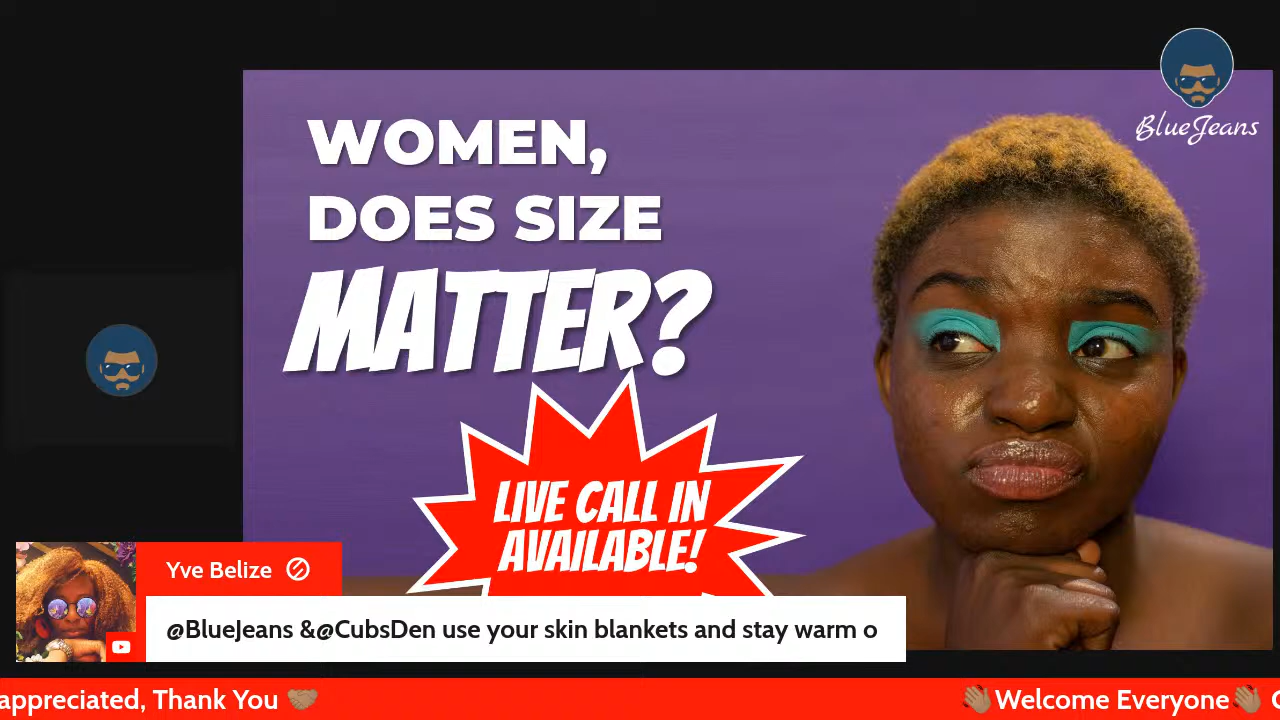 BlueJeans
WOMEN,
DOES SIZE
MATTER?
LIVE CALL IN
AVAILABLE!
Yve Belize
@BlueJeans &@CubsDen use your skin blankets and stay warm o
appreciated, Thank You 🤝🏽
👋🏽Welcome Everyone👋🏽